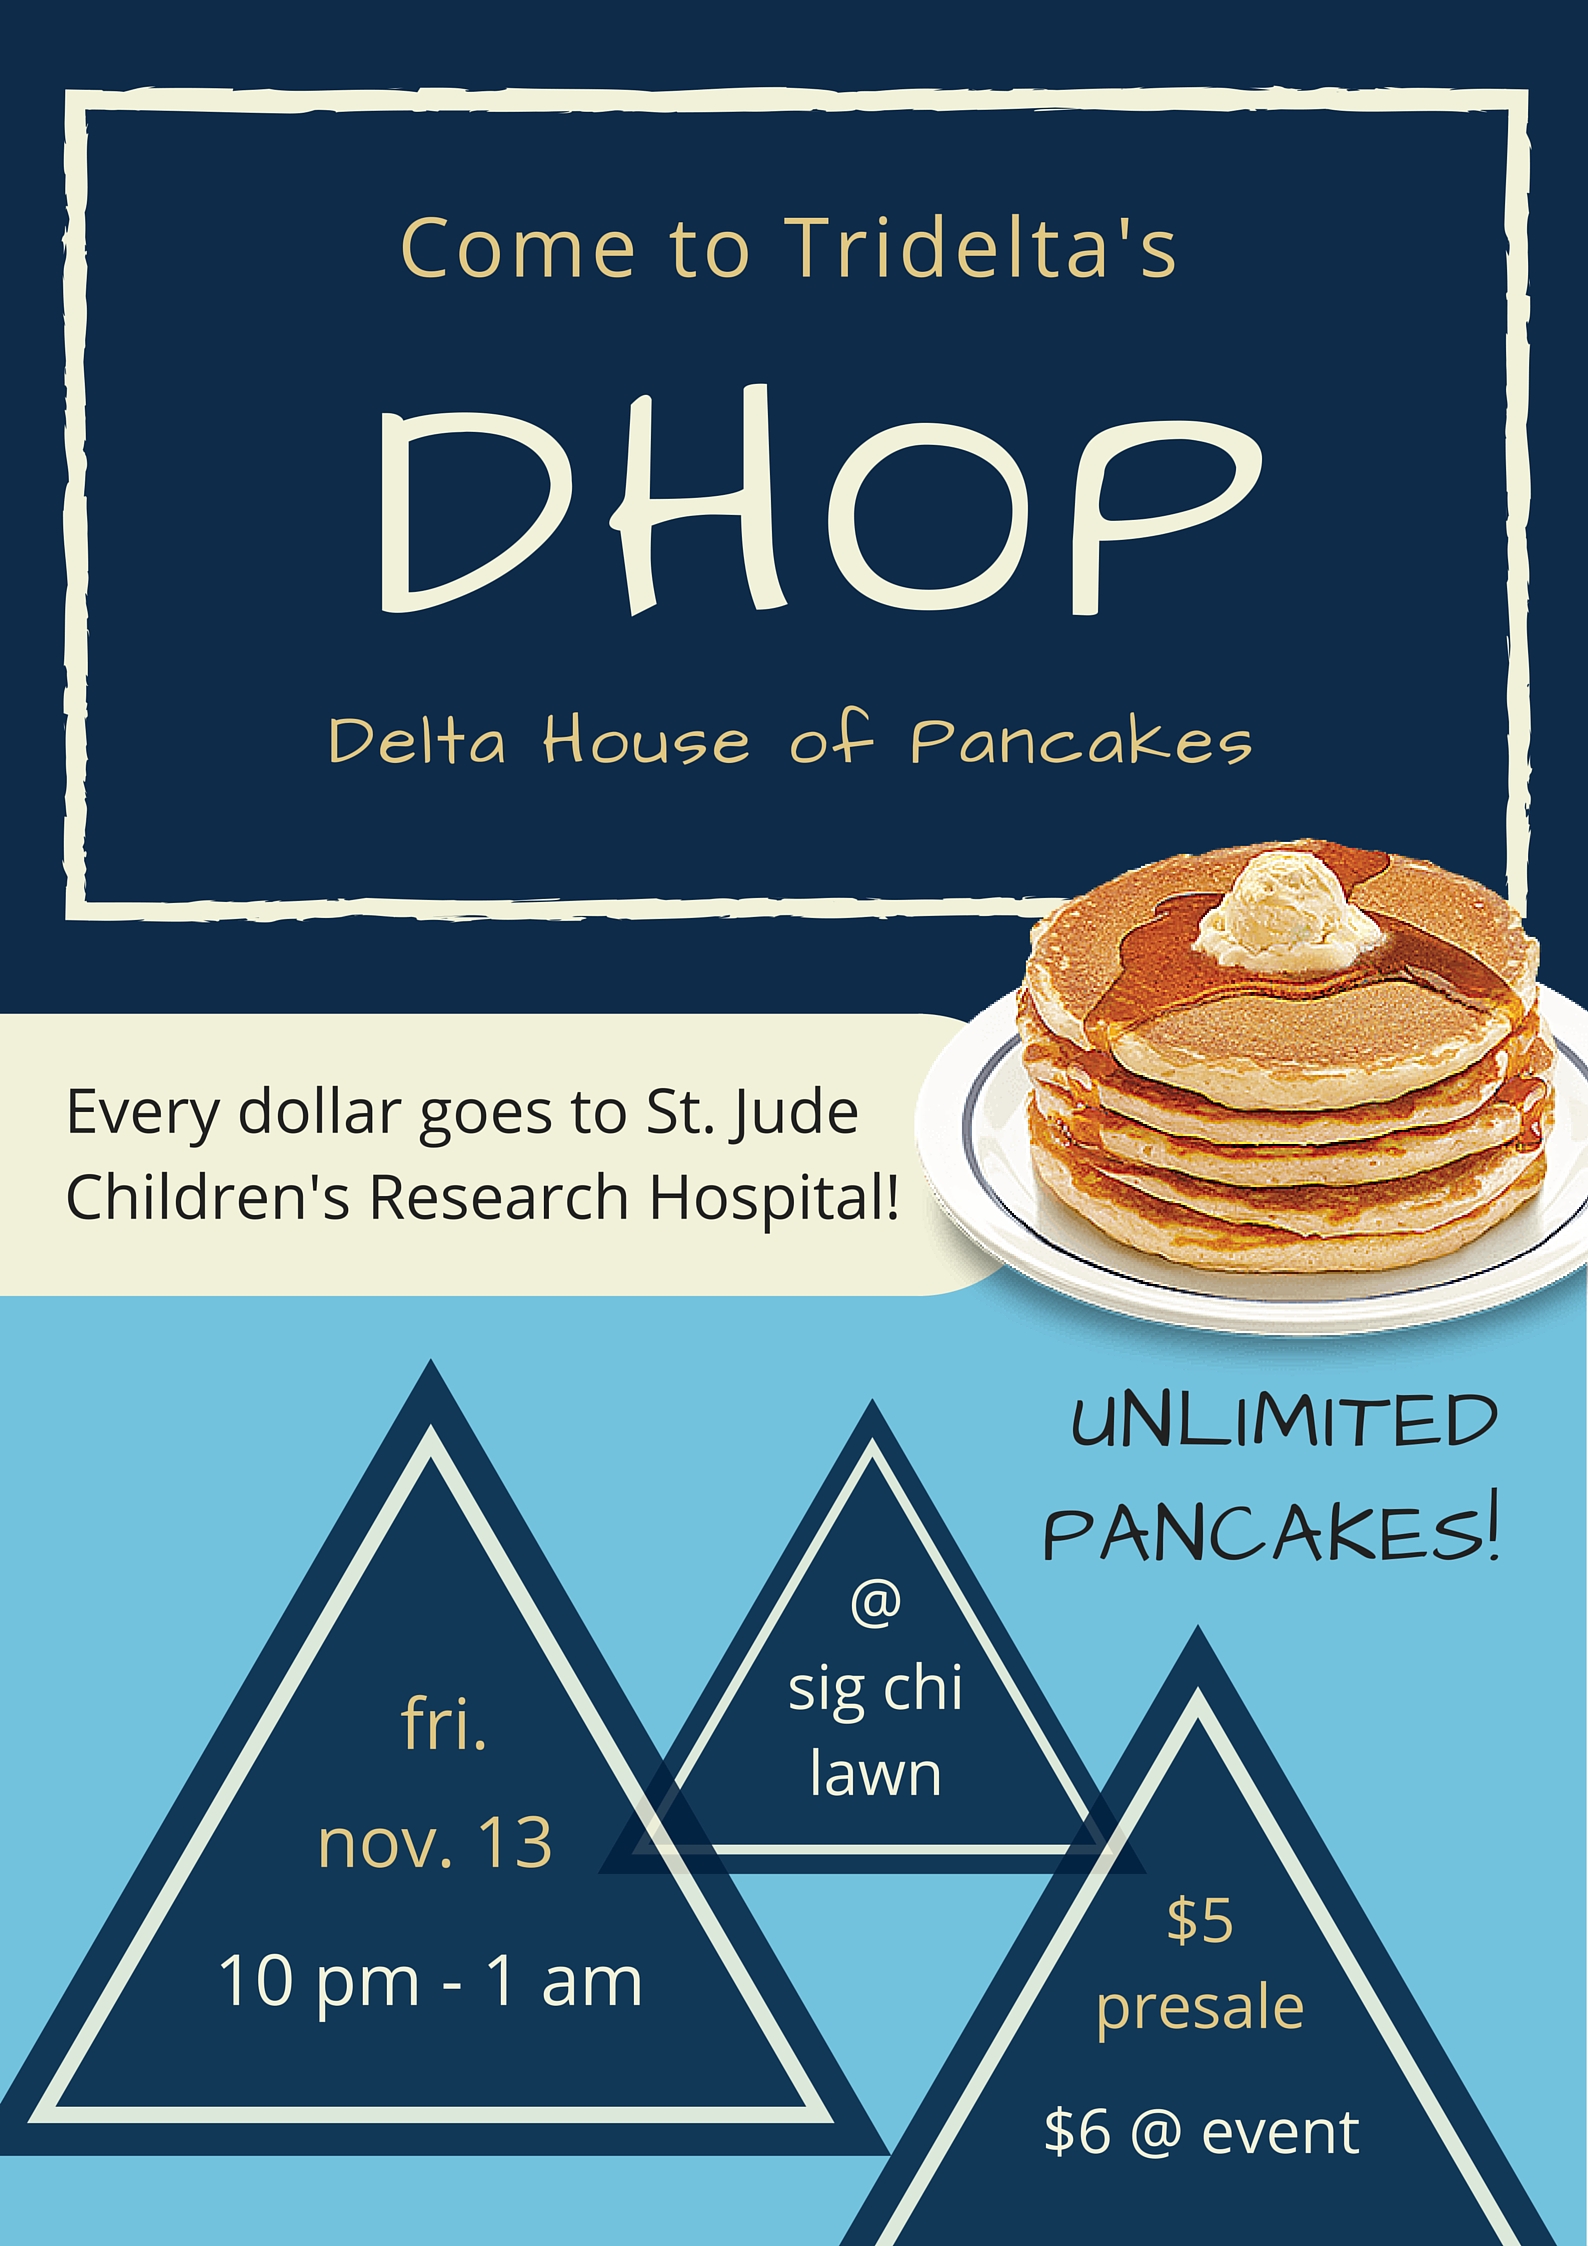 Come to Tridelta's
DHOP
Delta House of Pancakes
Every dollar goes to St. Jude
Children's Research Hospital!
UNLIMITED
PANCAKES!
@
sig chi
lawn
fri.
nov. 13
10 pm - 1 am
$5
presale
$6 @ event